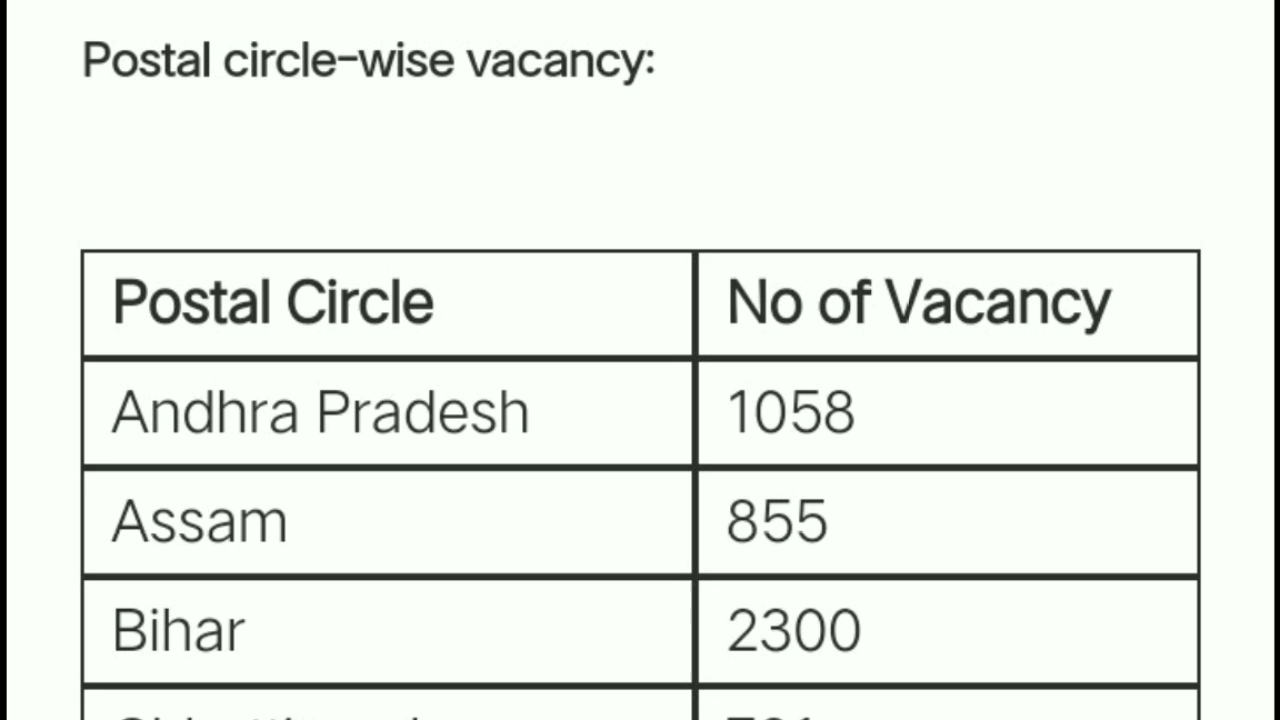 Postal circle-wise vacancy:
Postal Circle No of Vacancy
Andhra Pradesh 1058
Assam 855
Bihar 2300